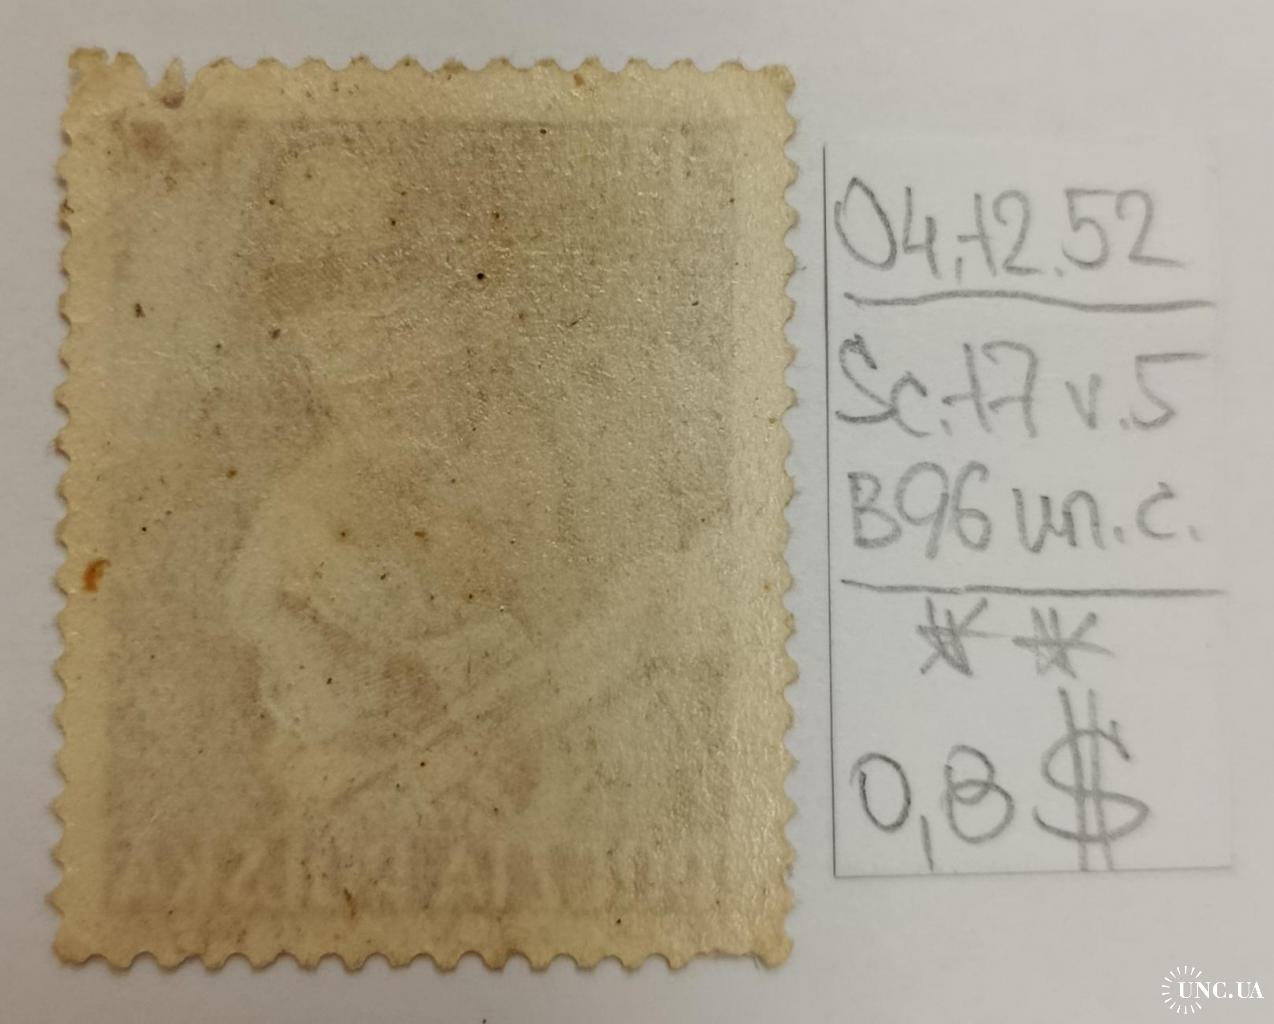 04.12.52
Sc.17 v.5
B96 un.c.
**
0,8$
UNC.UA